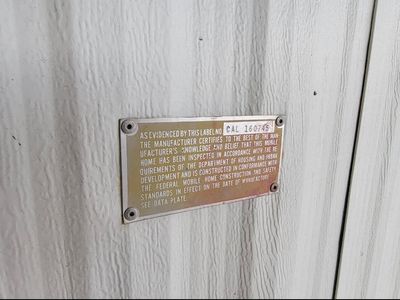 AS EVIDENCED BY THIS LABEL NO. CAL 160745
THE MANUFACTURER CERTIFIES TO THE BEST OF THE MAN
UFACTURER'S KNOWLEDGE AND BELIEF THAT THIS MOBILE
HOME HAS BEEN INSPECTED IN ACCORDANCE WITH THE RE
QUIREMENTS OF THE DEPARTMENT OF HOUSING AND URBAN
DEVELOPMENT AND IS CONSTRUCTED IN CONFORMANCE WITH
THE FEDERAL MOBILE HOME CONSTRUCTION AND SAFETY
STANDARDS IN EFFECT ON THE DATE OF MANUFACTURE
SEE DATA PLATE.